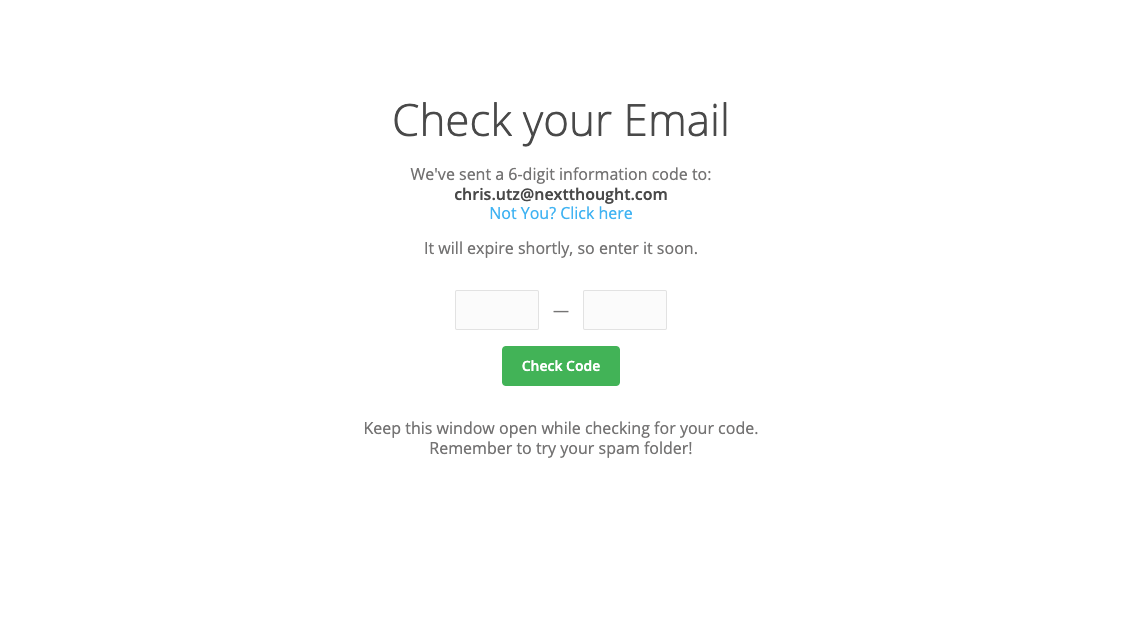 Check your Email
We've sent a 6-digit information code to:
chris.utz@nextthought.com
Not You? Click here
It will expire shortly, so enter it soon.
—
Check Code
Keep this window open while checking for your code.
Remember to try your spam folder!